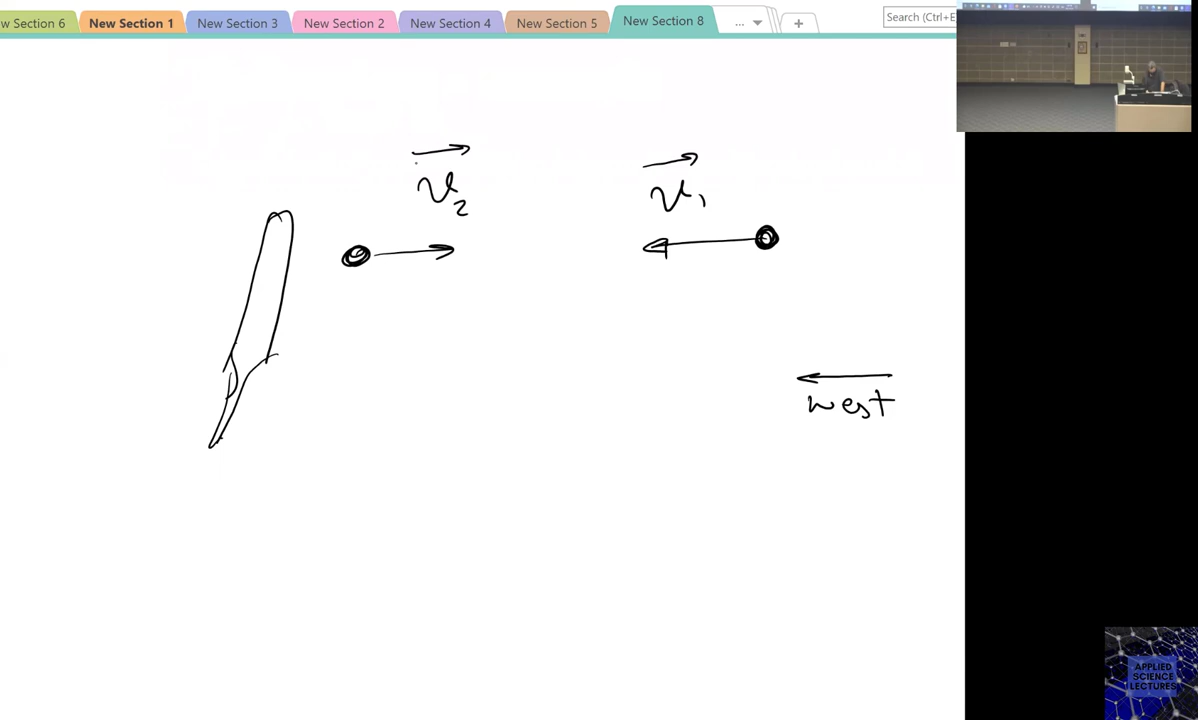 w Section 6 New Section 1 New Section 3 New Section 2 New Section 4 New Section 5 New Section 8 ... + Search (Ctrl+E
v₂ v₁
west
APPLIED
SCIENCE
LECTURES